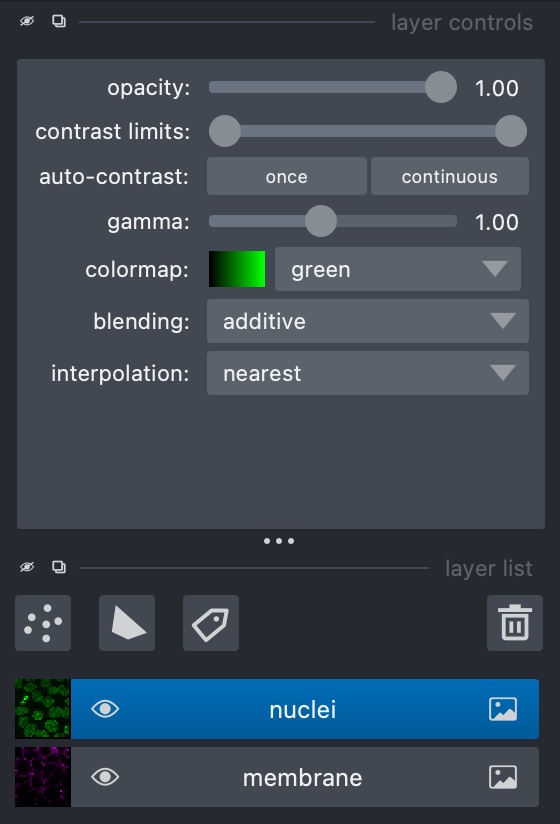 layer controls
opacity: 1.00
contrast limits:
auto-contrast: once continuous
gamma: 1.00
colormap: green
blending: additive
interpolation: nearest
layer list
nuclei
membrane